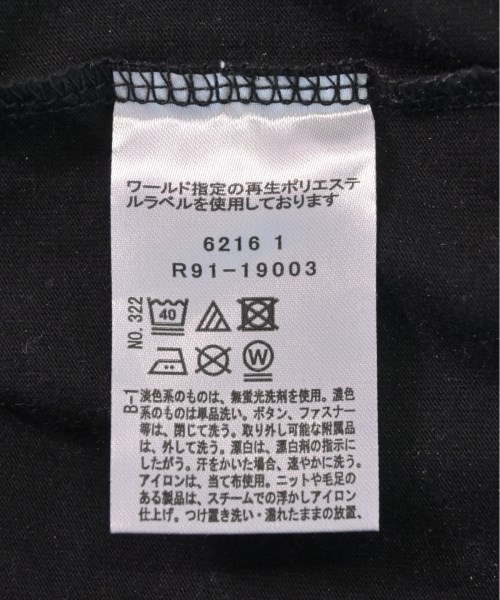 ワールド指定の再生ポリエステ
ルラベルを使用しております
6216 1
R91-19003
NO.322
40
W
B-1
淡色系のものは、無蛍光洗剤を使用。濃色
系のものは単品洗い。ボタン、ファスナー
等は、閉じて洗う。取り外し可能な附属品
は、外して洗う。漂白は、漂白剤の指示に
したがう。汗をかいた場合、速やかに洗う。
アイロンは、当て布使用。ニットや毛足の
ある製品は、スチームでの浮かしアイロン
仕上げ。つけ置き洗い・濡れたままの放置、